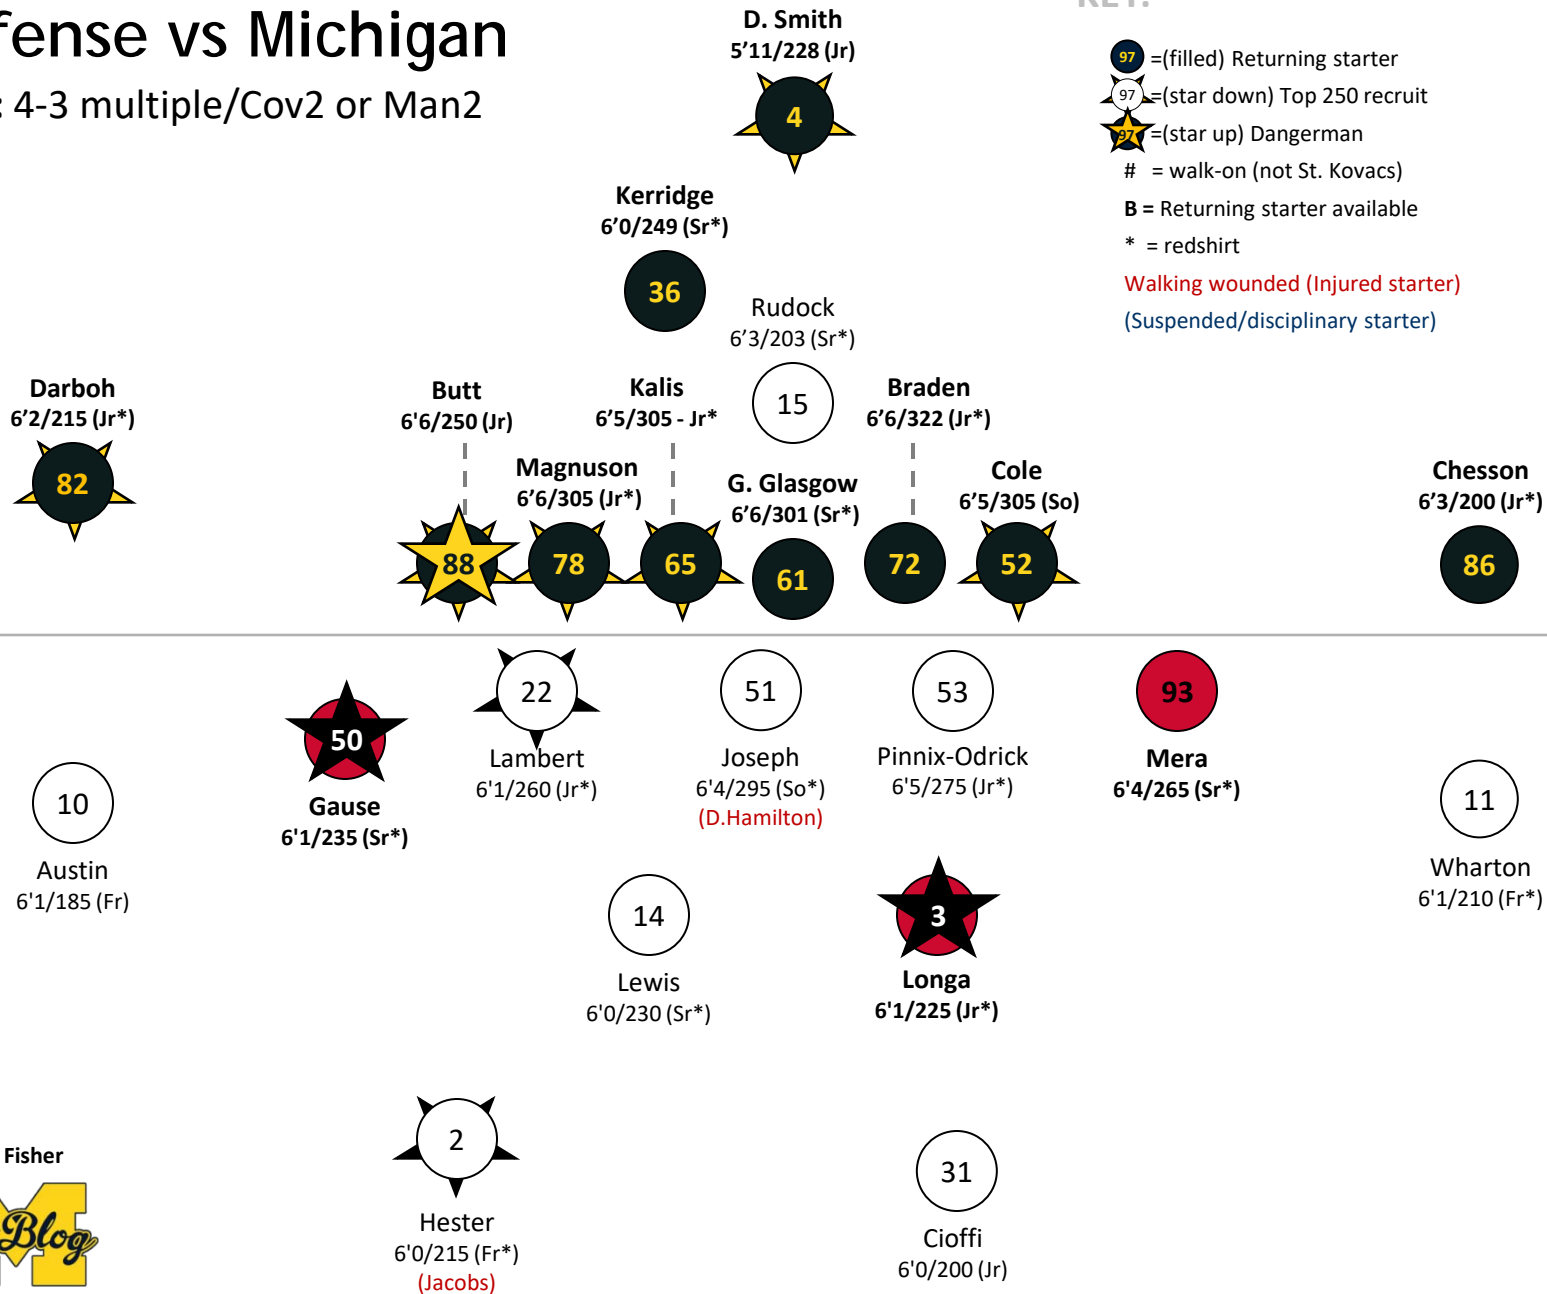 fense vs Michigan
: 4-3 multiple/Cov2 or Man2
KEY:
97 =(filled) Returning starter
97 =(star down) Top 250 recruit
97 =(star up) Dangerman
# = walk-on (not St. Kovacs)
B = Returning starter available
* = redshirt
Walking wounded (Injured starter)
(Suspended/disciplinary starter)
D. Smith
5'11/228 (Jr)
4
Kerridge
6’0/249 (Sr*)
36
Rudock
6’3/203 (Sr*)
15
Darboh
6’2/215 (Jr*)
82
Butt
6'6/250 (Jr)
88
Magnuson
6’6/305 (Jr*)
78
Kalis
6’5/305 - Jr*
65
G. Glasgow
6’6/301 (Sr*)
61
Braden
6’6/322 (Jr*)
72
Cole
6’5/305 (So)
52
Chesson
6’3/200 (Jr*)
86
10
Austin
6'1/185 (Fr)
50
Gause
6'1/235 (Sr*)
22
Lambert
6'1/260 (Jr*)
51
Joseph
6'4/295 (So*)
(D.Hamilton)
53
Pinnix-Odrick
6'5/275 (Jr*)
93
Mera
6'4/265 (Sr*)
11
Wharton
6'1/210 (Fr*)
14
Lewis
6'0/230 (Sr*)
3
Longa
6'1/225 (Jr*)
2
Hester
6'0/215 (Fr*)
(Jacobs)
31
Cioffi
6'0/200 (Jr)
Fisher
Blog